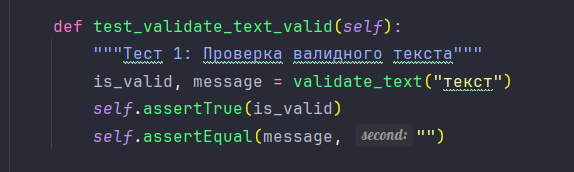 def test_validate_text_valid(self):
"""Тест 1: Проверка валидного текста"""
is_valid, message = validate_text("текст")
self.assertTrue(is_valid)
self.assertEqual(message, second: "")